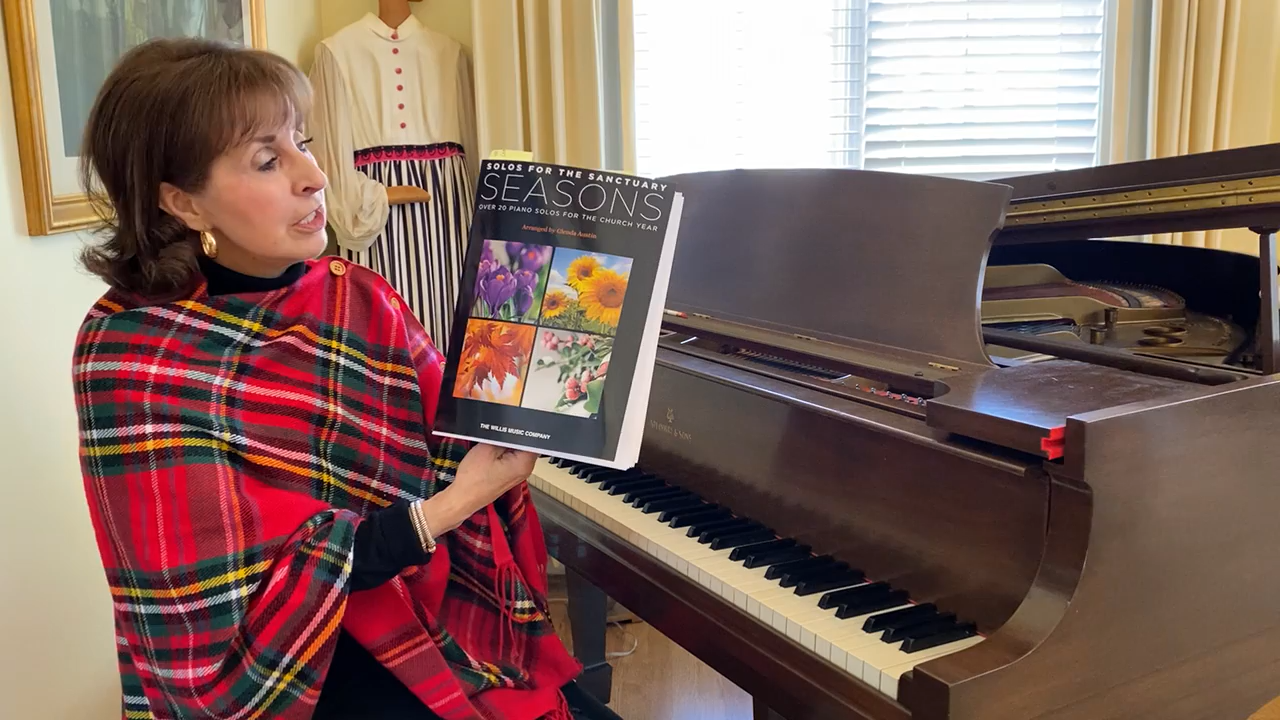 SOLOS FOR THE SANCTUARY
SEASONS
OVER 20 PIANO SOLOS FOR THE CHURCH YEAR
Arranged by Glenda Austin
THE WILLIS MUSIC COMPANY